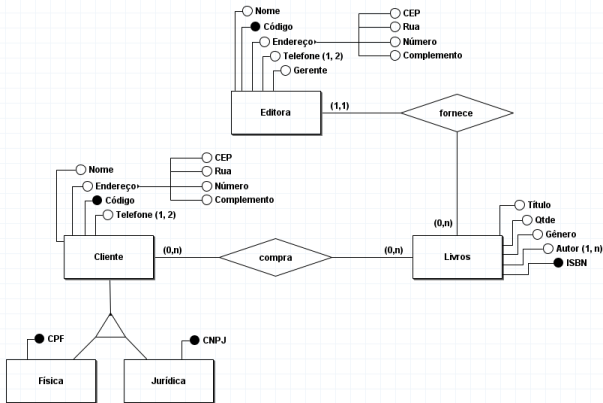 Nome
Código
Endereço
Telefone (1, 2)
Gerente
CEP
Rua
Número
Complemento
Editora
(1,1)
fornece
Nome
Endereço
Código
Telefone (1, 2)
CEP
Rua
Número
Complemento
(0,n)
Título
Qtde
Gênero
Autor (1, n)
ISBN
Cliente
(0,n)
compra
(0,n)
Livros
CPF
CNPJ
Física
Jurídica